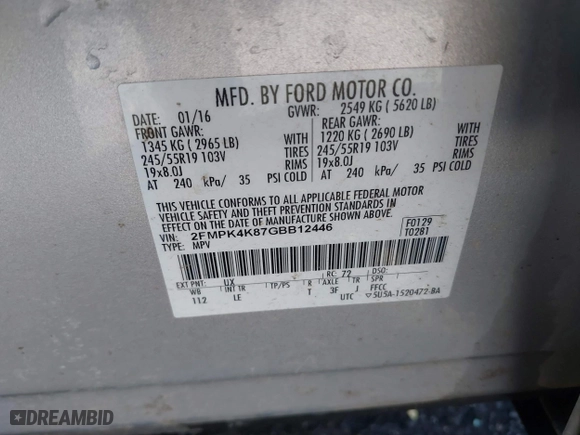 MFD. BY FORD MOTOR CO.
DATE: 01/16 GVWR: 2549 KG ( 5620 LB)
FRONT GAWR: REAR GAWR:
1345 KG ( 2965 LB) WITH 1220 KG ( 2690 LB) WITH
245/55R19 103V TIRES 245/55R19 103V TIRES
19x8.0J RIMS 19x8.0J RIMS
AT 240 kPa/ 35 PSI COLD AT 240 kPa/ 35 PSI COLD
THIS VEHICLE CONFORMS TO ALL APPLICABLE FEDERAL MOTOR
VEHICLE SAFETY AND THEFT PREVENTION STANDARDS IN
EFFECT ON THE DATE OF MANUFACTURE SHOWN ABOVE.
VIN: 2FMPK4K87GBB12446 F0129
TYPE: MPV T0281
EXT PNT: UX RC: 72 DSO:
WB INT TR TP/PS R AXLE TR SPR
112 LE T 3F J FFCC
UTC ▽5U5A-1520472-BA
DREAMBID